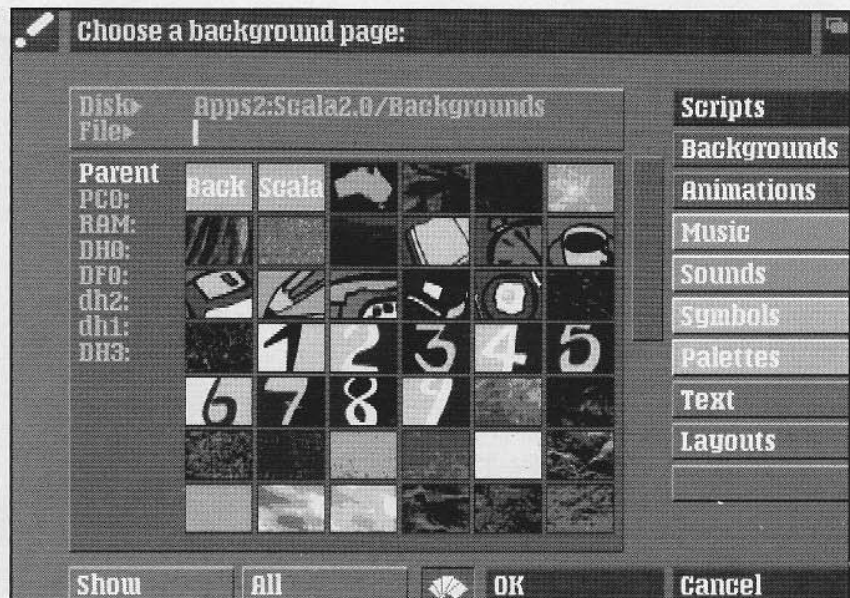 Choose a background page:
Disk▸ Apps2:Scala2.0/Backgrounds
File▸
Parent
PC0:
RAM:
DH0:
DF0:
dh2:
dh1:
DH3:
Back Scala
1 2 3 4 5
6 7 8 9
Scripts
Backgrounds
Animations
Music
Sounds
Symbols
Palettes
Text
Layouts
Show All OK Cancel